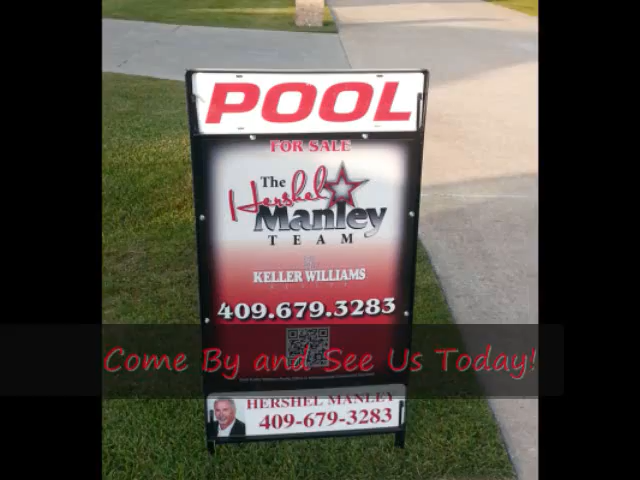 POOL
FOR SALE
The
Hershel
Manley
TEAM
KELLER WILLIAMS
REALTY
409.679.3283
Come By and See Us Today!
HERSHEL MANLEY
409-679-3283